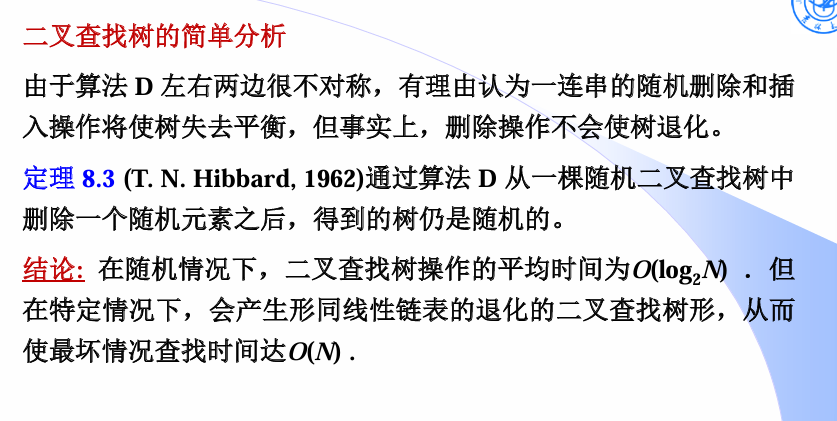 二叉查找树的简单分析
由于算法 D 左右两边很不对称，有理由认为一连串的随机删除和插
入操作将使树失去平衡，但事实上，删除操作不会使树退化。
定理 8.3 (T. N. Hibbard, 1962)通过算法 D 从一棵随机二叉查找树中
删除一个随机元素之后，得到的树仍是随机的。
结论: 在随机情况下，二叉查找树操作的平均时间为O(log₂N) ．但
在特定情况下，会产生形同线性链表的退化的二叉查找树形，从而
使最坏情况查找时间达O(N) .